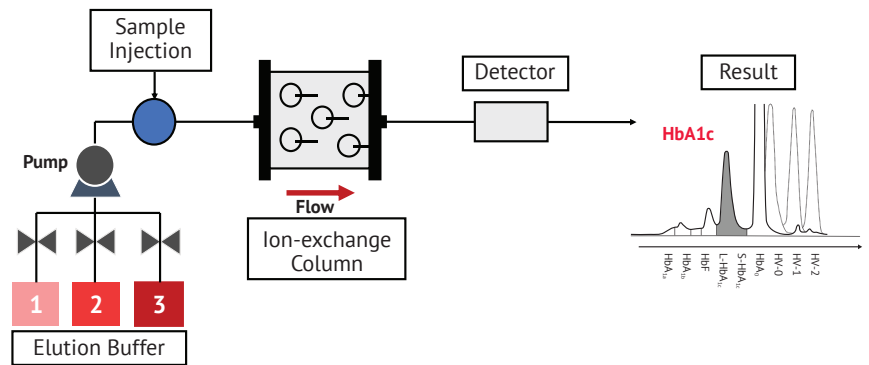 Sample
Injection
Detector
Result
HbA1c
Pump
Flow
Ion-exchange
Column
1
2
3
Elution Buffer
HbA1a
HbA1b
HbF
L-HbA1c
S-HbA1c
HbA0
HV-0
HV-1
HV-2